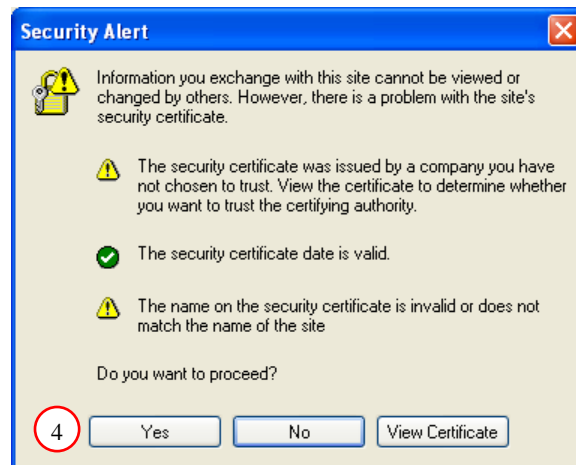 Security Alert
Information you exchange with this site cannot be viewed or
changed by others. However, there is a problem with the site's
security certificate.
The security certificate was issued by a company you have
not chosen to trust. View the certificate to determine whether
you want to trust the certifying authority.
The security certificate date is valid.
The name on the security certificate is invalid or does not
match the name of the site
Do you want to proceed?
4 Yes No View Certificate